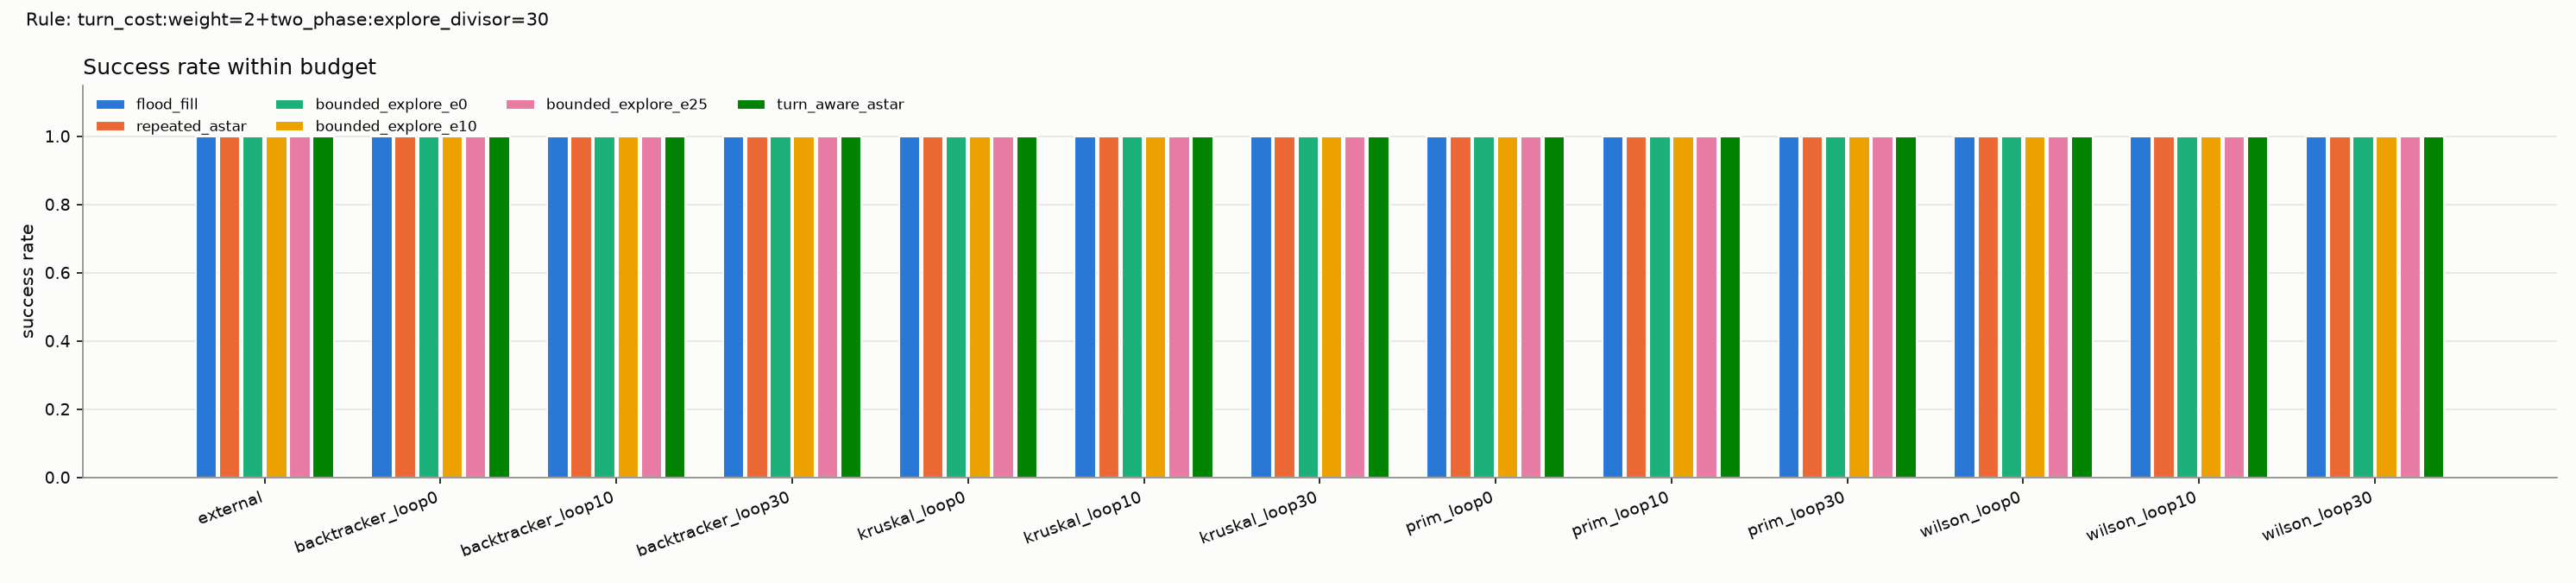 Rule: turn_cost:weight=2+two_phase:explore_divisor=30
Success rate within budget
flood_fill bounded_explore_e0 bounded_explore_e25 turn_aware_astar
repeated_astar bounded_explore_e10
success rate
1.0
0.8
0.6
0.4
0.2
0.0
external backtracker_loop0 backtracker_loop10 backtracker_loop30 kruskal_loop0 kruskal_loop10 kruskal_loop30 prim_loop0 prim_loop10 prim_loop30 wilson_loop0 wilson_loop10 wilson_loop30